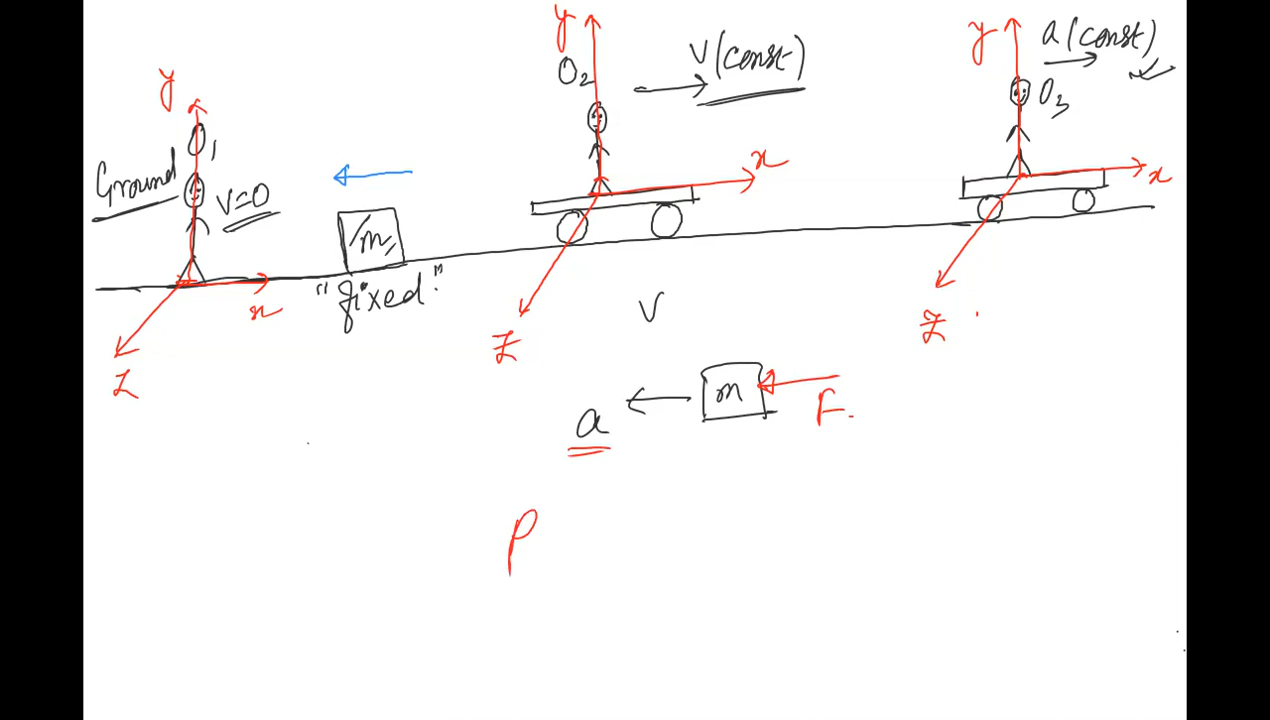 y
O₁
Ground
V=0
x
Z
m
"fixed."
y
O₂
V(const)
x
Z
V
y
a(const)
O₃
x
Z
a
m
F.
P